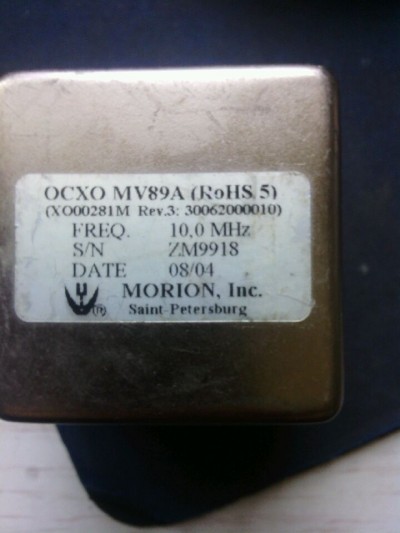 OCXO MV89A (RoHS 5)
(XO00281M Rev.3: 30062000010)
FREQ. 10.0 MHz
S/N ZM9918
DATE 08/04
(R) MORION, Inc.
Saint-Petersburg